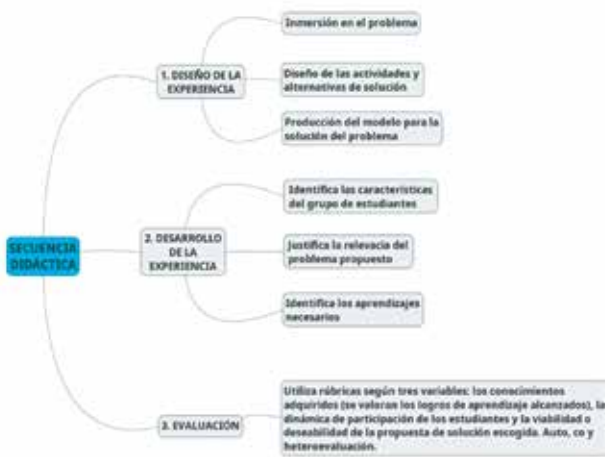 SECUENCIA
DIDÁCTICA
1. DISEÑO DE LA
EXPERIENCIA
Inmersión en el problema
Diseño de las actividades y
alternativas de solución
Producción del modelo para la
solución del problema
2. DESARROLLO
DE LA
EXPERIENCIA
Identifica las características
del grupo de estudiantes
Justifica la relevacia del
problema propuesto
Identifica los aprendizajes
necesarios
3. EVALUACIÓN
Utiliza rúbricas según tres variables: los conocimientos
adquiridos (se valoran los logros de aprendizaje alcanzados), la
dinámica de participación de los estudiantes y la viabilidad o
deseabilidad de la propuesta de solución escogida. Auto, co y
heteroevaluación.